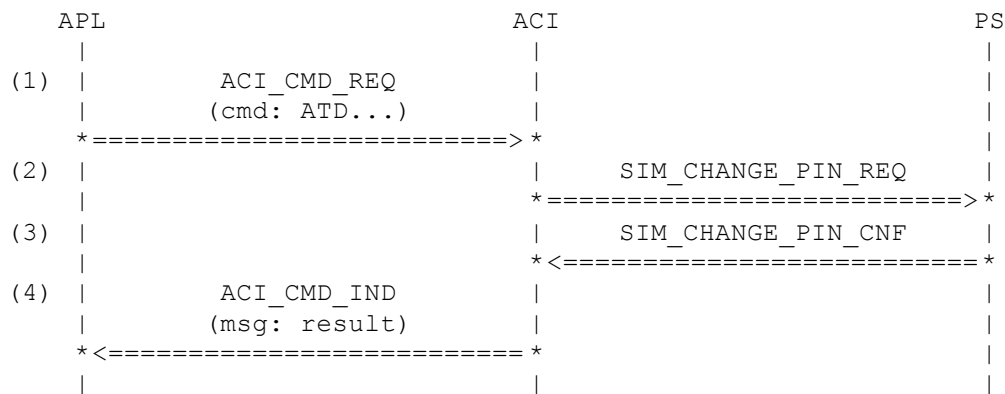 APL ACI PS
| | |
(1) | ACI_CMD_REQ | |
| (cmd: ATD...) | |
*==========================>* |
(2) | | SIM_CHANGE_PIN_REQ |
| *==========================>*
(3) | | SIM_CHANGE_PIN_CNF |
| *<==========================*
(4) | ACI_CMD_IND | |
| (msg: result) | |
*<==========================* |
| | |